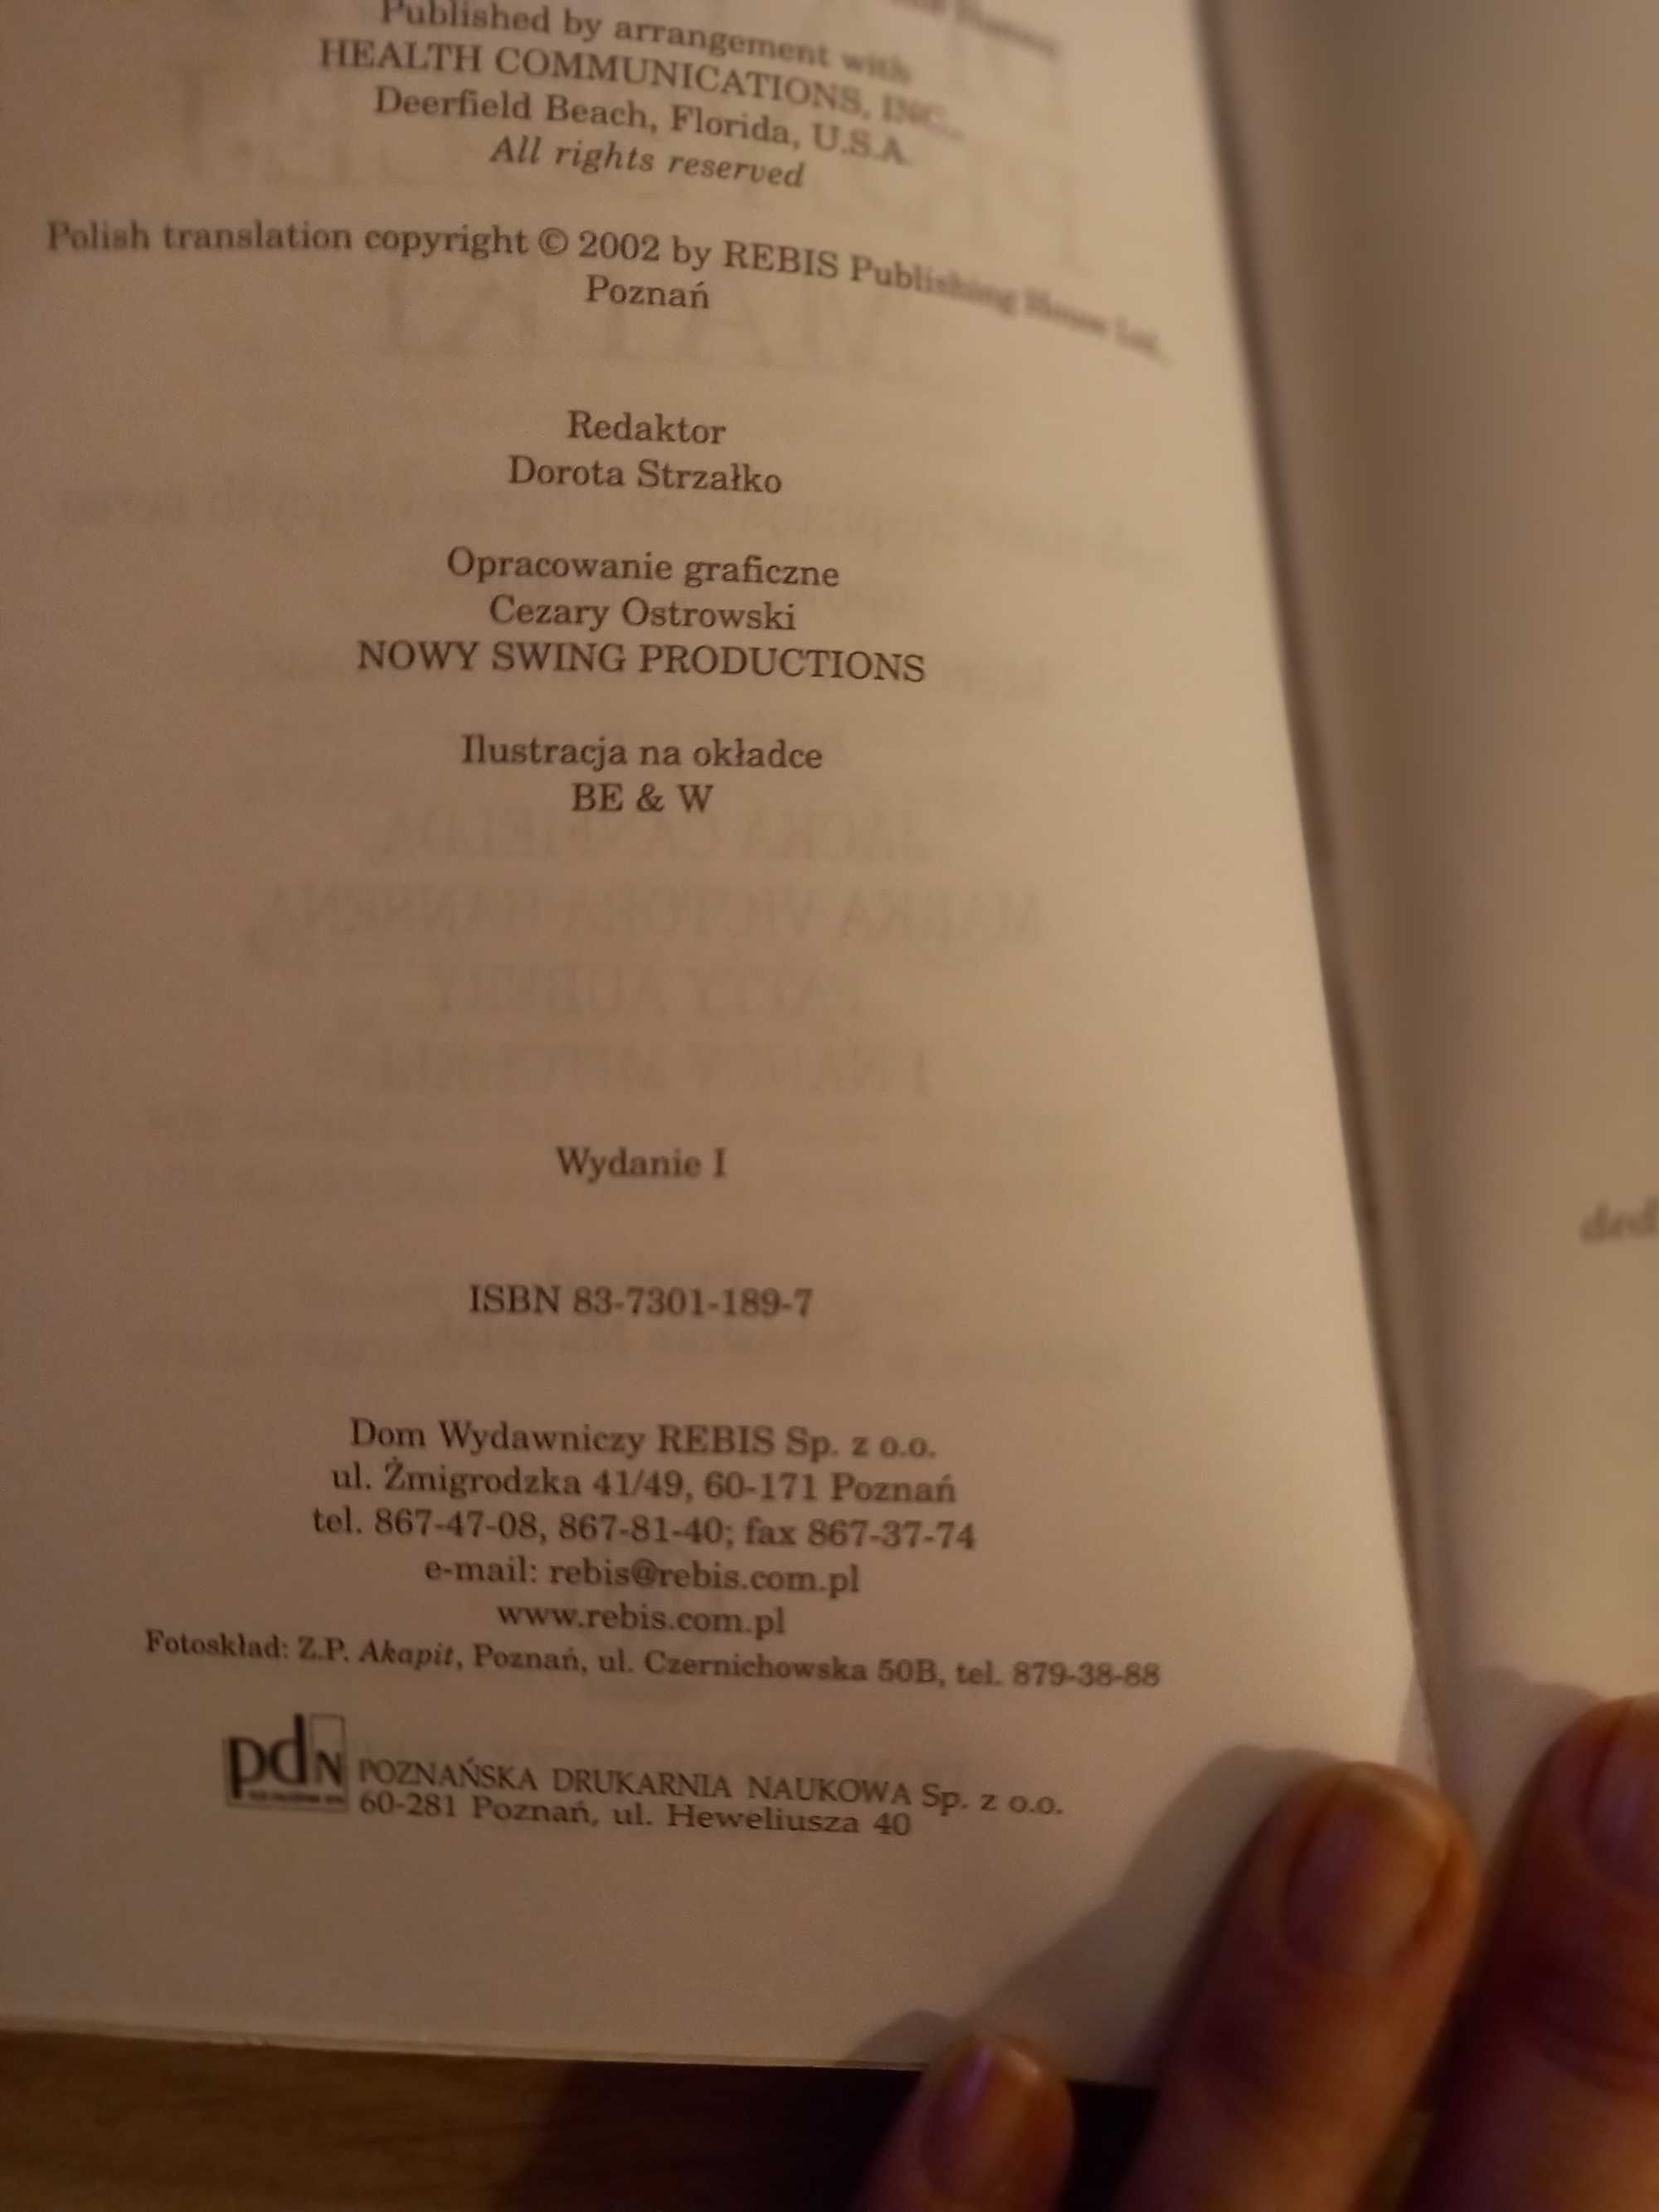 Published by arrangement with
HEALTH COMMUNICATIONS, INC.,
Deerfield Beach, Florida, U.S.A.
All rights reserved
Polish translation copyright © 2002 by REBIS Publishing House Ltd.,
Poznań
Redaktor
Dorota Strzałko
Opracowanie graficzne
Cezary Ostrowski
NOWY SWING PRODUCTIONS
Ilustracja na okładce
BE & W
Wydanie I
ISBN 83-7301-189-7
Dom Wydawniczy REBIS Sp. z o.o.
ul. Żmigrodzka 41/49, 60-171 Poznań
tel. 867-47-08, 867-81-40; fax 867-37-74
e-mail: rebis@rebis.com.pl
www.rebis.com.pl
Fotoskład: Z.P. Akapit, Poznań, ul. Czernichowska 50B, tel. 879-38-88
pdN POZNAŃSKA DRUKARNIA NAUKOWA Sp. z o.o.
60-281 Poznań, ul. Heweliusza 40